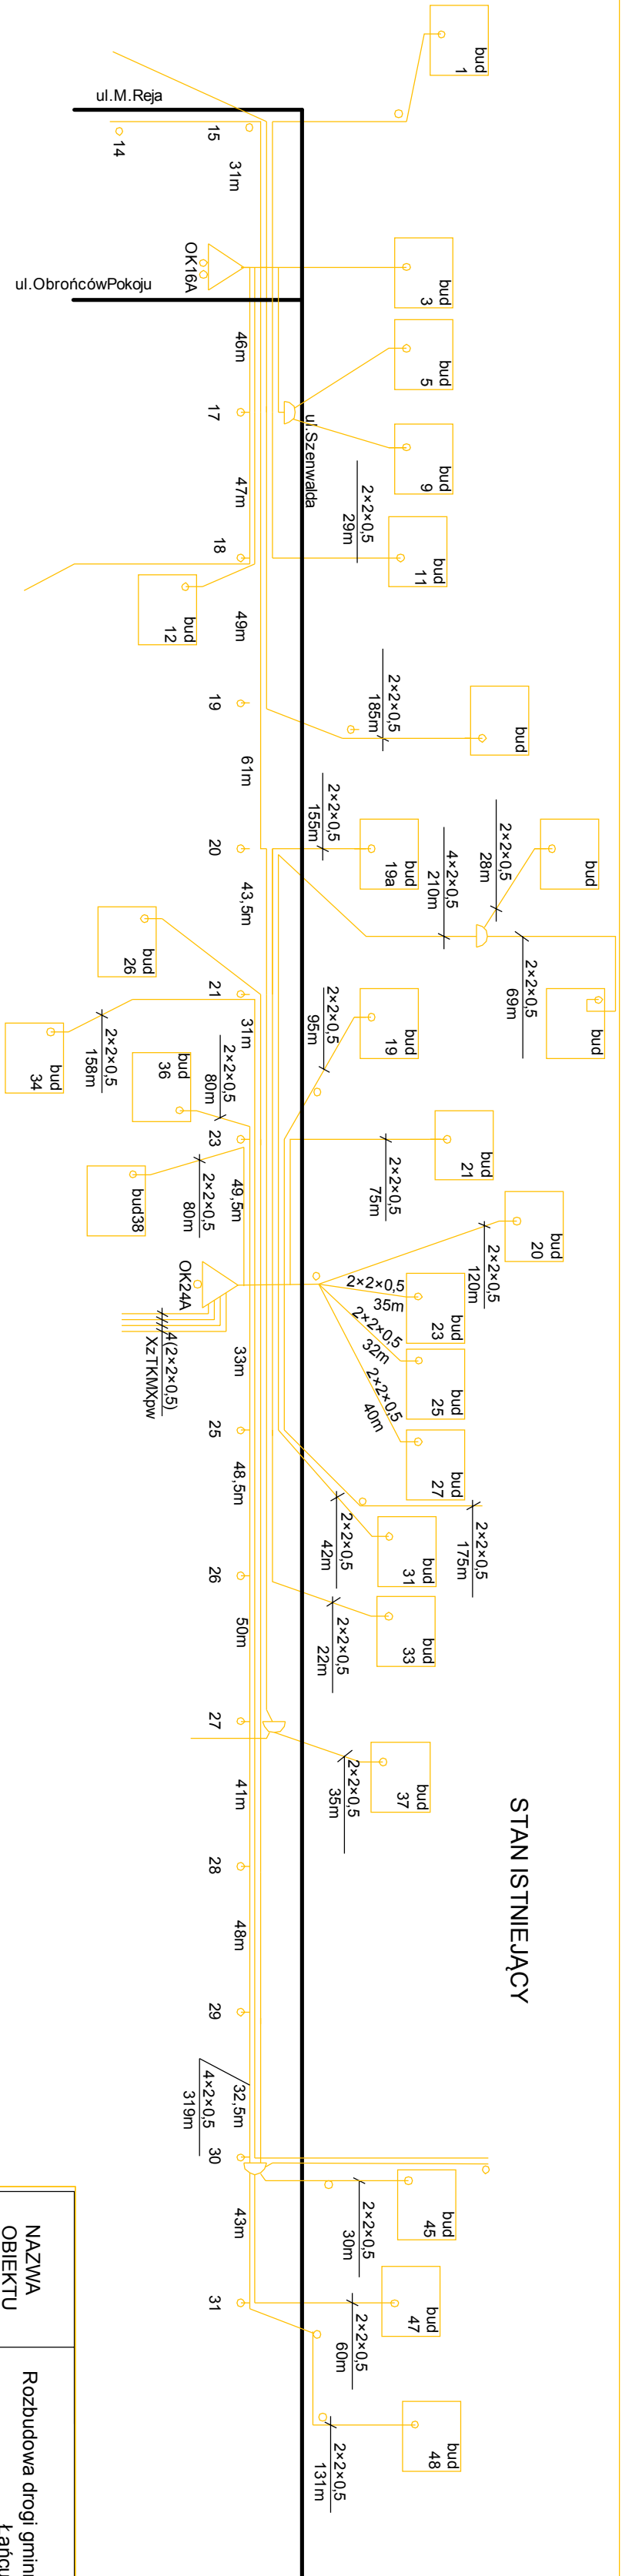 bud
1
ul.M.Reja
15
14
31m
OK16A
ul.ObrońcówPokoju
bud
3
46m
bud
5
17
ul.Szenwalda
bud
9
47m
2×2×0,5
29m
bud
11
18
bud
12
49m
2×2×0,5
185m
bud
19
61m
2×2×0,5
155m
bud
19a
20
4×2×0,5
210m
2×2×0,5
28m
bud
43,5m
2×2×0,5
69m
bud
bud
26
21
31m
2×2×0,5
95m
bud
19
2×2×0,5
158m
bud
34
bud
36
2×2×0,5
80m
23
2×2×0,5
75m
bud
21
bud38
2×2×0,5
80m
49,5m
2×2×0,5
120m
bud
20
OK24A
4(2×2×0,5)
XzTKMXpw
2×2×0,5
35m
bud
23
2×2×0,5
32m
bud
25
2×2×0,5
40m
bud
27
33m
25
48,5m
2×2×0,5
42m
bud
31
2×2×0,5
175m
26
2×2×0,5
22m
bud
33
50m
27
2×2×0,5
35m
bud
37
41m
STAN ISTNIEJĄCY
28
48m
29
32,5m
4×2×0,5
319m
30
2×2×0,5
30m
bud
45
43m
31
2×2×0,5
60m
bud
47
2×2×0,5
131m
bud
48
NAZWA
OBIEKTU
Rozbudowa drogi gminn